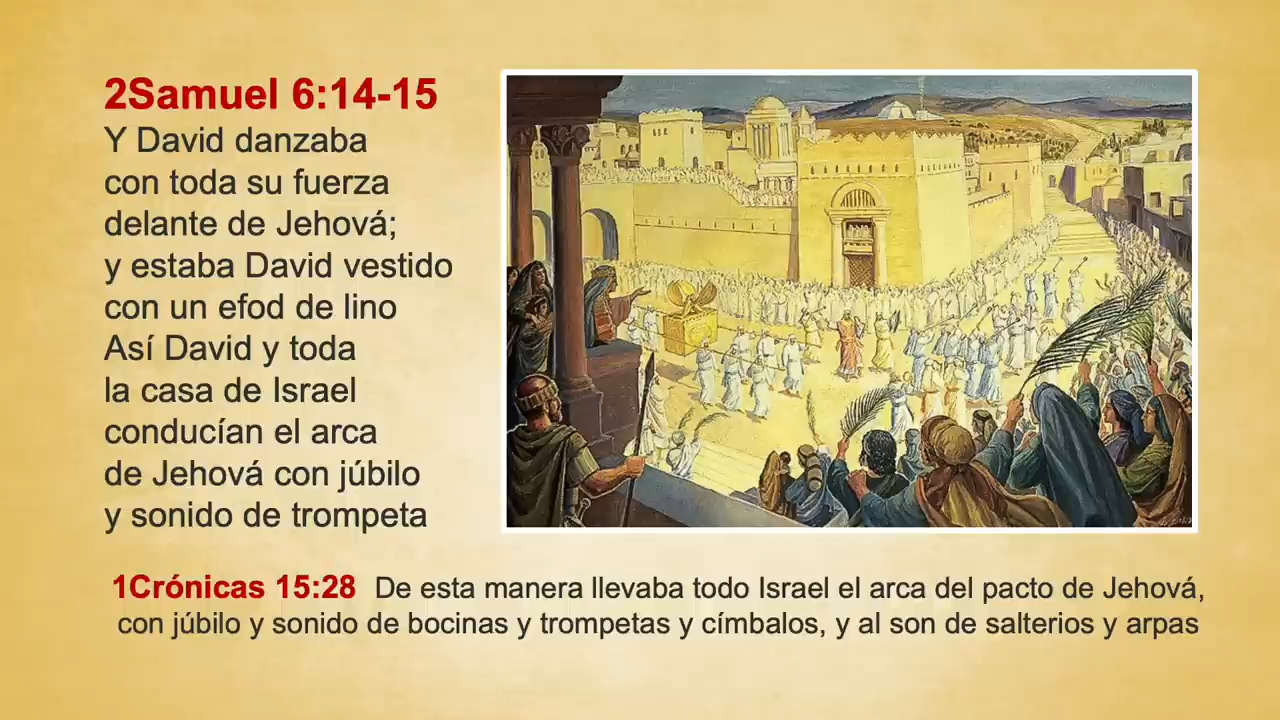 2Samuel 6:14-15
Y David danzaba
con toda su fuerza
delante de Jehová;
y estaba David vestido
con un efod de lino
Así David y toda
la casa de Israel
conducían el arca
de Jehová con júbilo
y sonido de trompeta
1Crónicas 15:28 De esta manera llevaba todo Israel el arca del pacto de Jehová,
con júbilo y sonido de bocinas y trompetas y címbalos, y al son de salterios y arpas